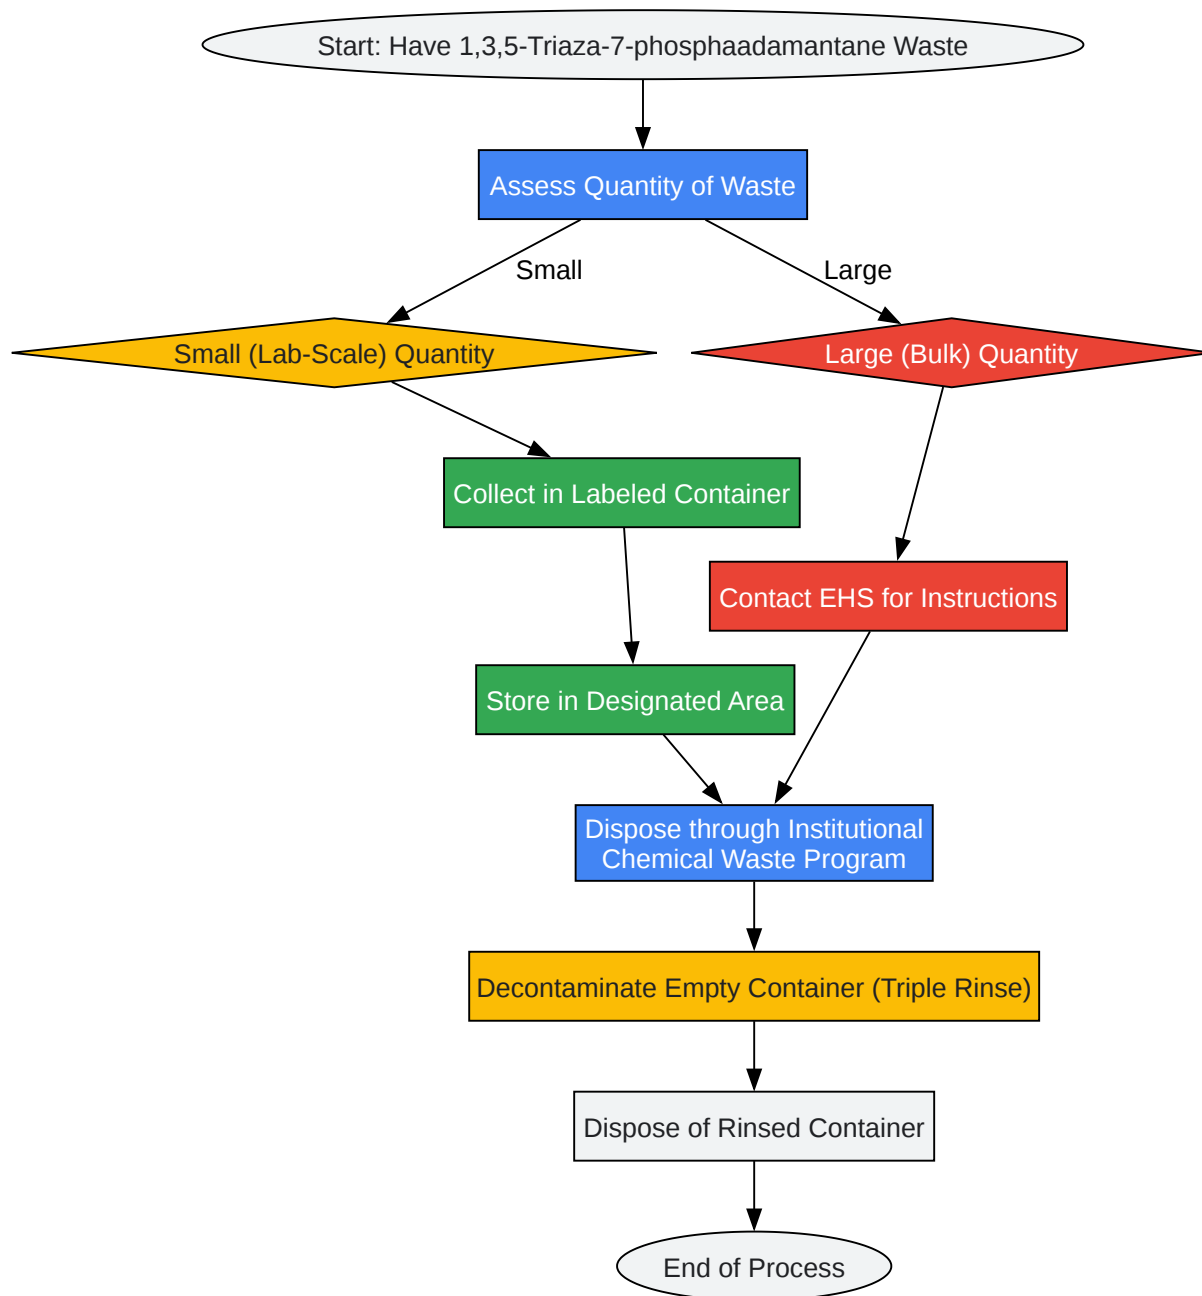 Start: Have 1,3,5-Triaza-7-phosphaadamantane Waste
Assess Quantity of Waste
Small
Large
Small (Lab-Scale) Quantity
Large (Bulk) Quantity
Collect in Labeled Container
Contact EHS for Instructions
Store in Designated Area
Dispose through Institutional
Chemical Waste Program
Decontaminate Empty Container (Triple Rinse)
Dispose of Rinsed Container
End of Process